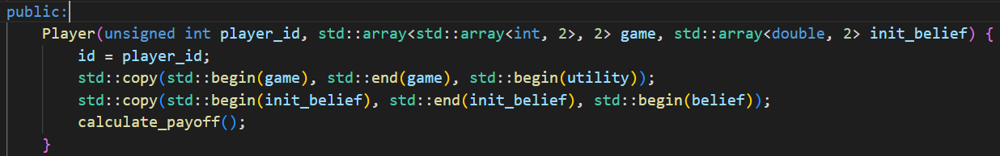 public:
    Player(unsigned int player_id, std::array<std::array<int, 2>, 2> game, std::array<double, 2> init_belief) {
        id = player_id;
        std::copy(std::begin(game), std::end(game), std::begin(utility));
        std::copy(std::begin(init_belief), std::end(init_belief), std::begin(belief));
        calculate_payoff();
    }